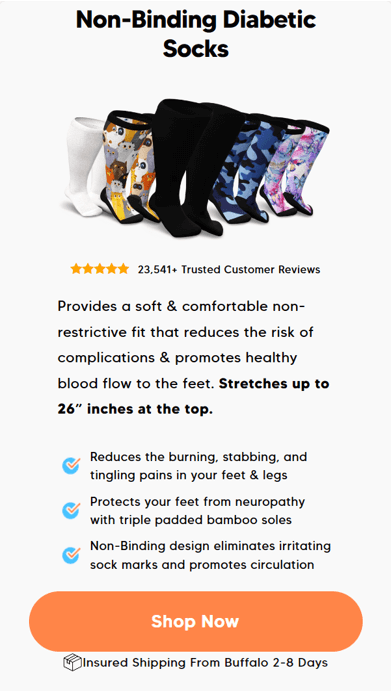 Non-Binding Diabetic
Socks
23,541+ Trusted Customer Reviews
Provides a soft & comfortable non-
restrictive fit that reduces the risk of
complications & promotes healthy
blood flow to the feet. Stretches up to
26” inches at the top.
Reduces the burning, stabbing, and
tingling pains in your feet & legs
Protects your feet from neuropathy
with triple padded bamboo soles
Non-Binding design eliminates irritating
sock marks and promotes circulation
Shop Now
Insured Shipping From Buffalo 2-8 Days